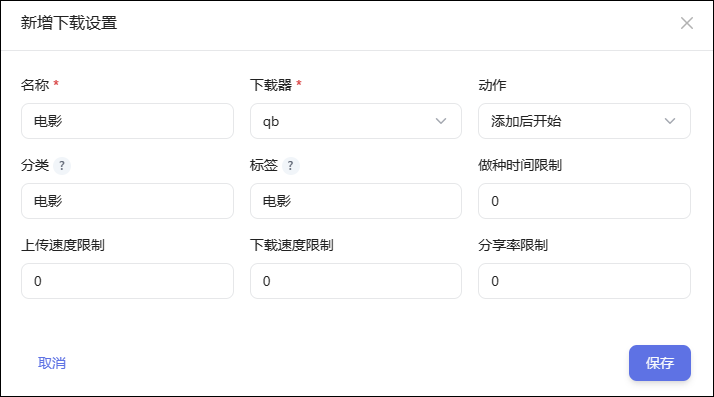 新增下载设置
名称 * 下载器 * 动作
电影 qb 添加后开始
分类 ? 标签 ? 做种时间限制
电影 电影 0
上传速度限制 下载速度限制 分享率限制
0 0 0
取消 保存